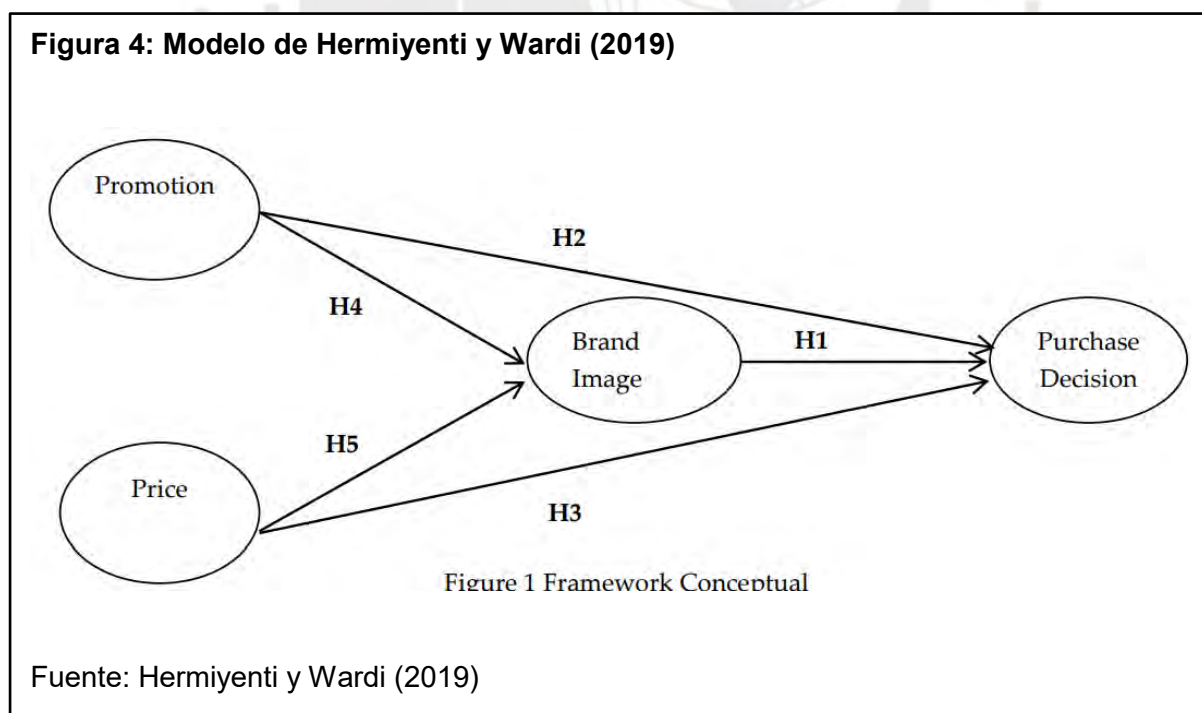 Figura 4: Modelo de Hermiyenti y Wardi (2019)
Promotion
H2
H4
Brand
Image
H1
Purchase
Decision
H5
Price
H3
Figure 1 Framework Conceptual
Fuente: Hermiyenti y Wardi (2019)